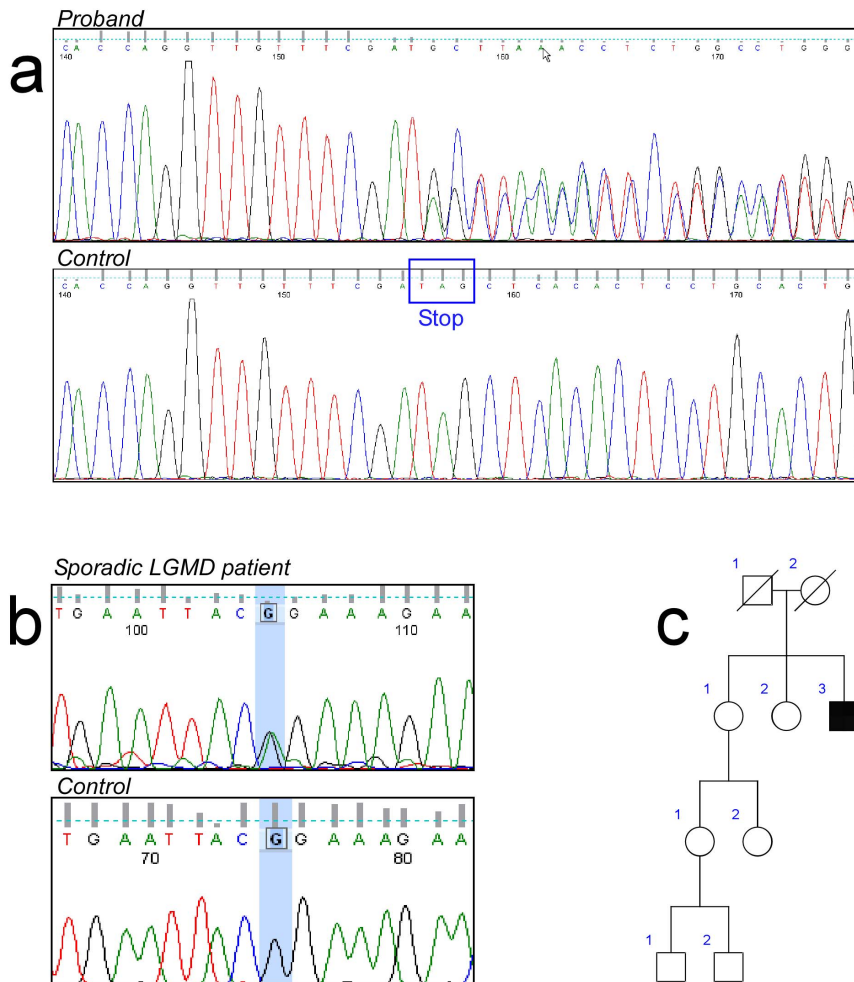 Proband
a
C A C C A G G T T G T T T C G A T G C T T A A A C C T C T G G C C T G G G
140 150 160 170
Control
C A C C A G G T T G T T T C G A T A G C T C A C A C T C C T G C A C T G
140 150 160 170
Stop
Sporadic LGMD patient
b
T G A A T T A C G G A A A G A A
100 110
Control
T G A A T T A C G G A A A G A A
70 80
c
1 2
1 2 3
1 2
1 2